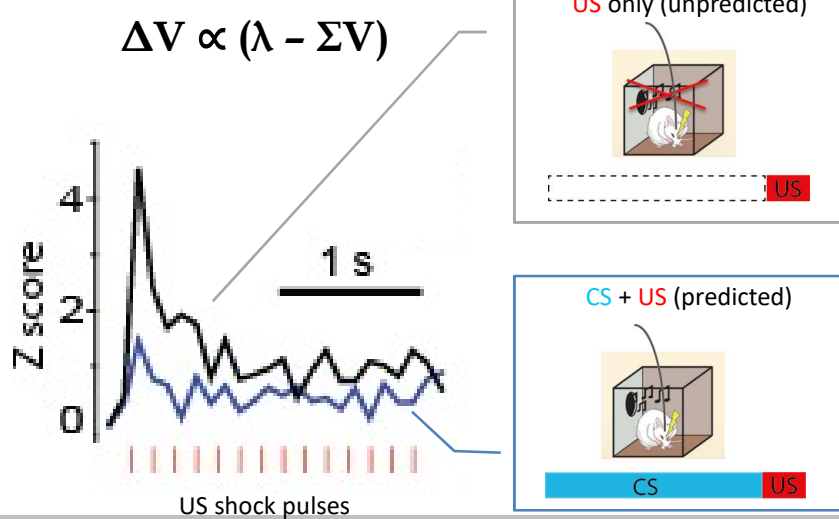 ΔV ∝ (λ – ΣV)
US only (unpredicted)
US
4
2
0
Z score
1 s
US shock pulses
CS + US (predicted)
CS
US